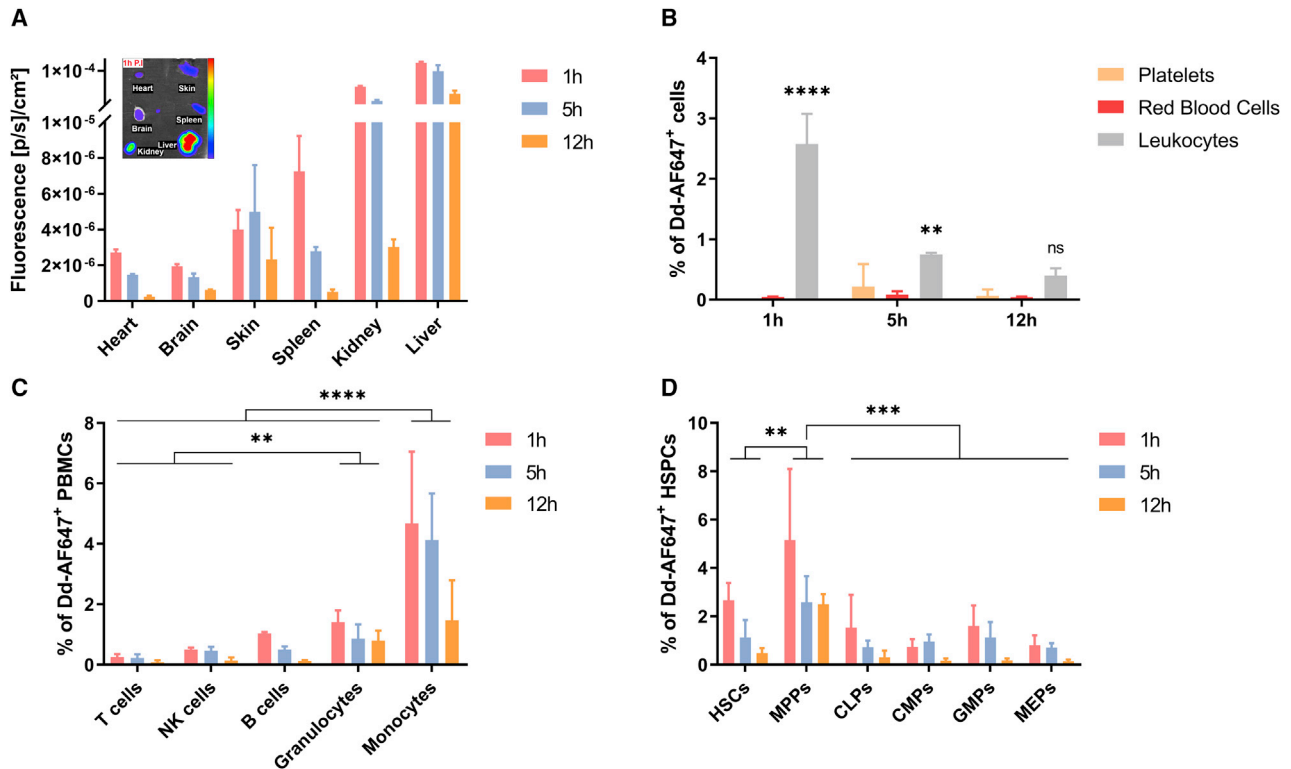 A
Fluorescence [p/s]/cm²
1×10⁻⁴
1×10⁻⁵
8×10⁻⁶
6×10⁻⁶
4×10⁻⁶
2×10⁻⁶
0
1h P.I
Heart
Skin
Brain
Spleen
Liver
Kidney
1h
5h
12h
Heart
Brain
Skin
Spleen
Kidney
Liver
B
% of Dd-AF647⁺ cells
4
3
2
1
0
****
**
ns
1h
5h
12h
Platelets
Red Blood Cells
Leukocytes
C
% of Dd-AF647⁺ PBMCs
8
6
4
2
0
****
**
1h
5h
12h
T cells
NK cells
B cells
Granulocytes
Monocytes
D
% of Dd-AF647⁺ HSPCs
10
8
6
4
2
0
**
***
1h
5h
12h
HSCs
MPPs
CLPs
CMPs
GMPs
MEPs